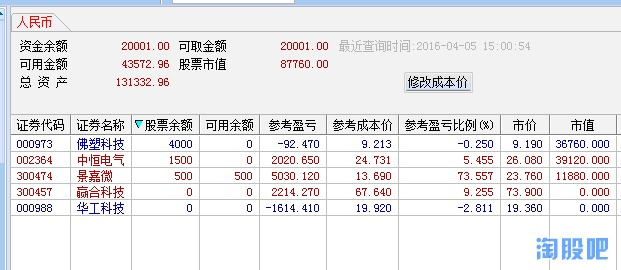 人民币
资金余额 20001.00 可取金额 20001.00 最近查询时间:2016-04-05 15:00:54
可用金额 43572.96 股票市值 87760.00
总 资 产 131332.96 修改成本价
证券代码 证券名称 股票余额 可用余额 参考盈亏 参考成本价 参考盈亏比例(%) 市价 市值
000973 佛塑科技 4000 0 -92.470 9.213 -0.250 9.190 36760.000
002364 中恒电气 1500 0 2020.650 24.731 5.455 26.080 39120.000
300474 景嘉微 500 500 5030.120 13.690 73.557 23.760 11880.000
300457 赢合科技 0 0 2214.270 67.640 9.255 73.900 0.000
000988 华工科技 0 0 -1614.410 19.920 -2.811 19.360 0.000
淘股吧